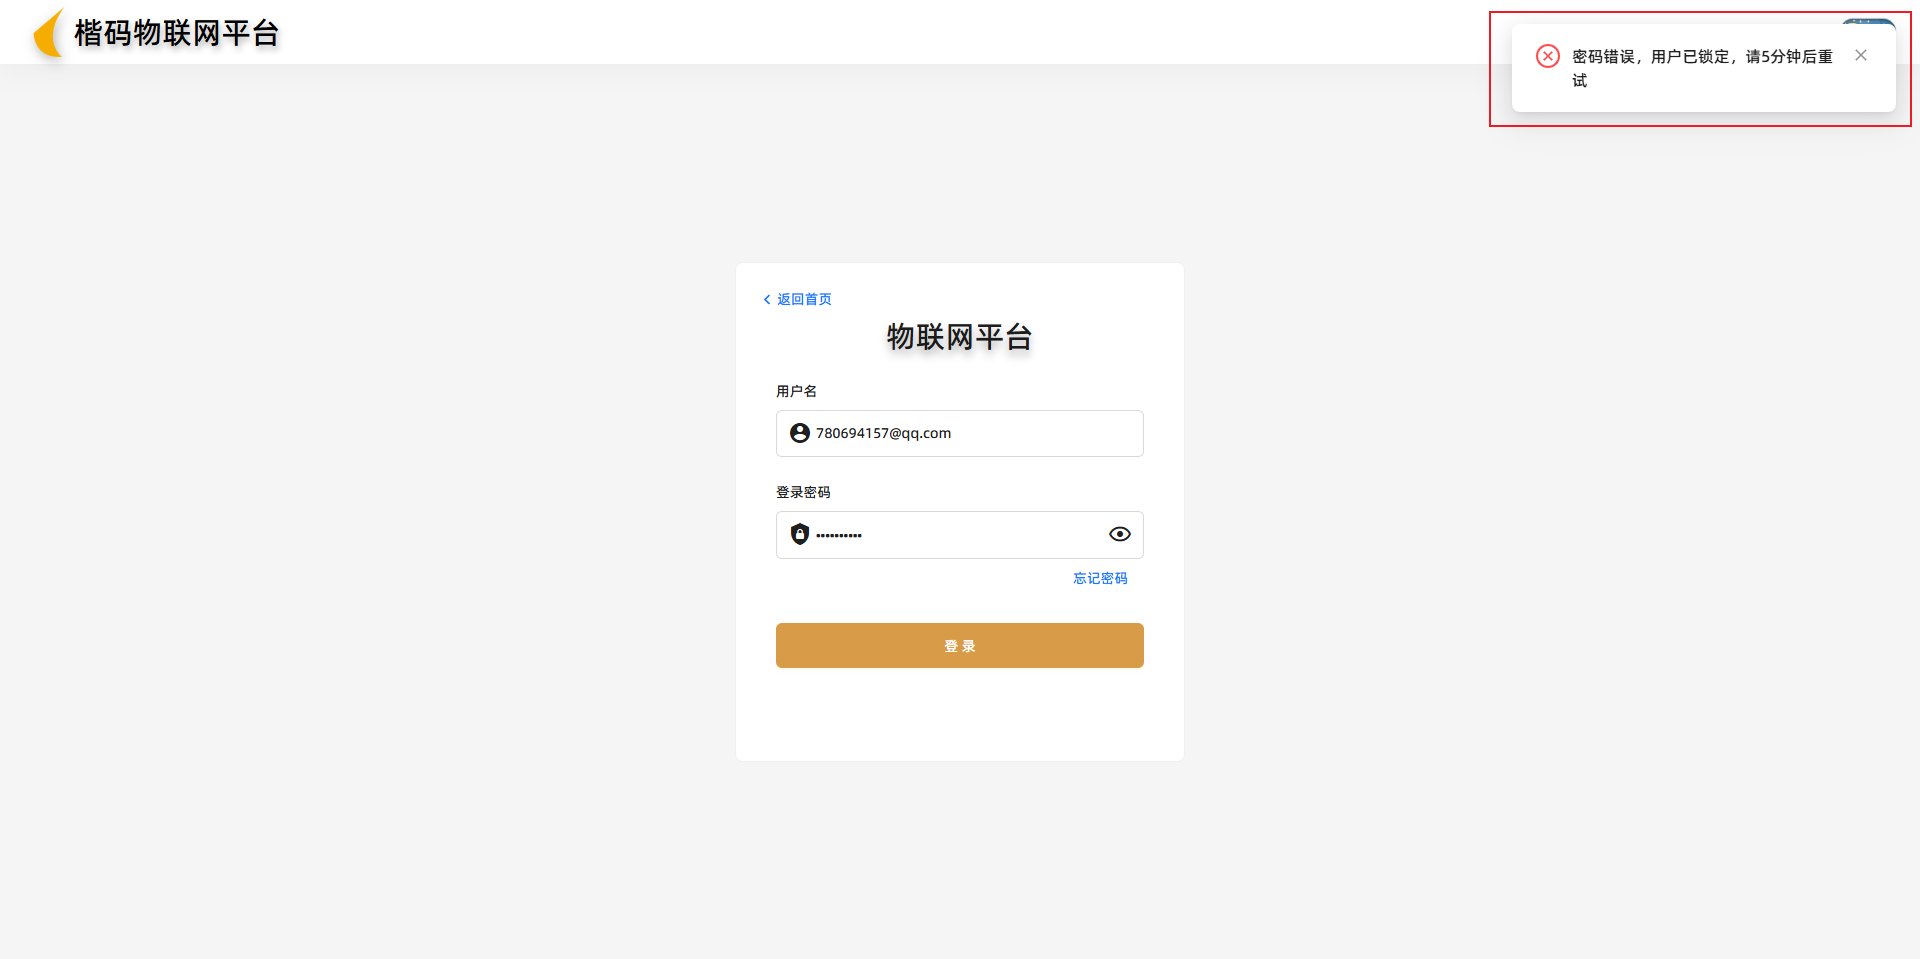 楷码物联网平台
密码错误，用户已锁定，请5分钟后重
试
返回首页
物联网平台
用户名
780694157@qq.com
登录密码
••••••••••
忘记密码
登 录